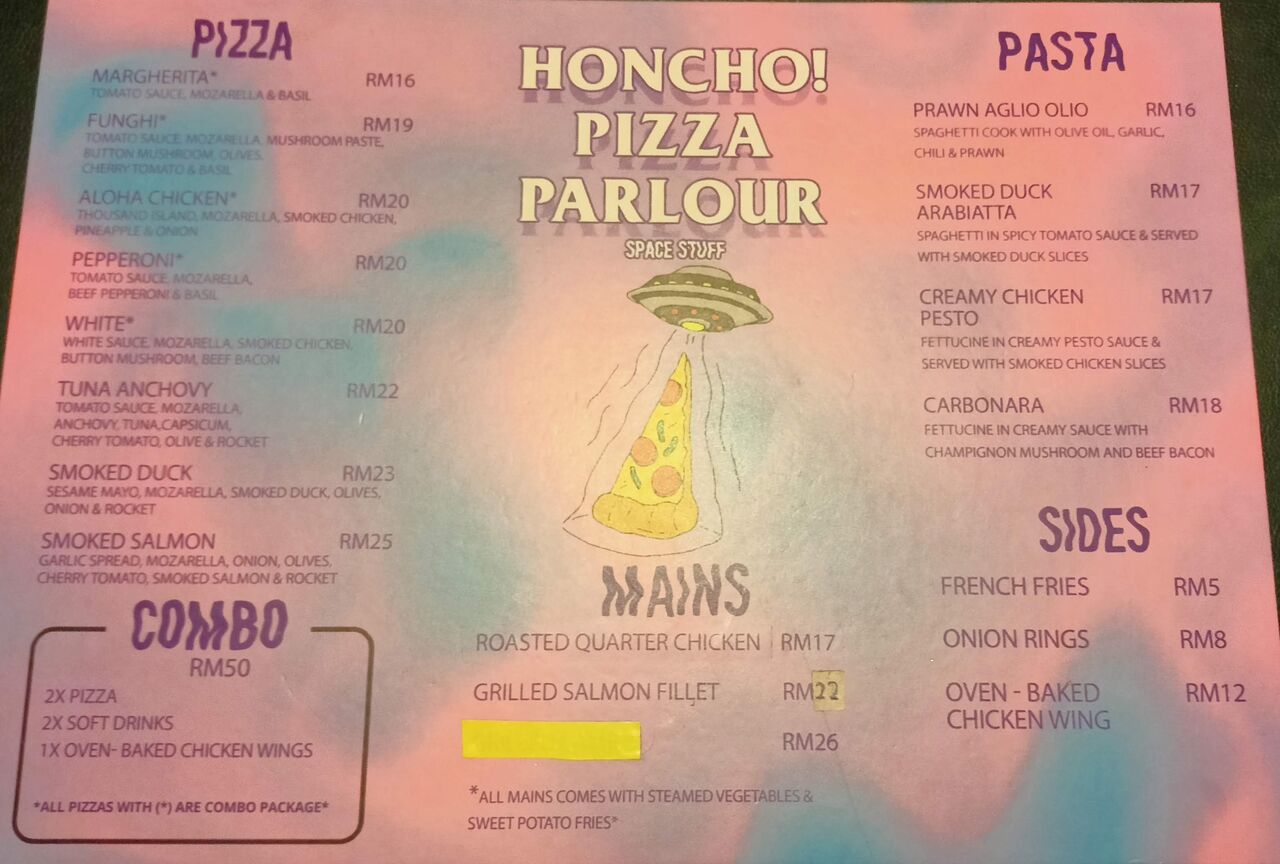 PIZZA
MARGHERITA* RM16
TOMATO SAUCE, MOZARELLA & BASIL
FUNGHI* RM19
TOMATO SAUCE, MOZARELLA, MUSHROOM PASTE,
BUTTON MUSHROOM, OLIVES,
CHERRY TOMATO & BASIL
ALOHA CHICKEN* RM20
THOUSAND ISLAND, MOZARELLA, SMOKED CHICKEN,
PINEAPPLE & ONION
PEPPERONI* RM20
TOMATO SAUCE, MOZARELLA,
BEEF PEPPERONI & BASIL
WHITE* RM20
WHITE SAUCE, MOZARELLA, SMOKED CHICKEN,
BUTTON MUSHROOM, BEEF BACON
TUNA ANCHOVY RM22
TOMATO SAUCE, MOZARELLA,
ANCHOVY, TUNA,CAPSICUM,
CHERRY TOMATO, OLIVE & ROCKET
SMOKED DUCK RM23
SESAME MAYO, MOZARELLA, SMOKED DUCK, OLIVES,
ONION & ROCKET
SMOKED SALMON RM25
GARLIC SPREAD, MOZARELLA, ONION, OLIVES,
CHERRY TOMATO, SMOKED SALMON & ROCKET
COMBO
RM50
2X PIZZA
2X SOFT DRINKS
1X OVEN- BAKED CHICKEN WINGS
*ALL PIZZAS WITH (*) ARE COMBO PACKAGE*
HONCHO!
PIZZA
PARLOUR
SPACE STUFF
MAINS
ROASTED QUARTER CHICKEN RM17
GRILLED SALMON FILLET RM22
RM26
*ALL MAINS COMES WITH STEAMED VEGETABLES &
SWEET POTATO FRIES*
PASTA
PRAWN AGLIO OLIO RM16
SPAGHETTI COOK WITH OLIVE OIL, GARLIC,
CHILI & PRAWN
SMOKED DUCK RM17
ARABIATTA
SPAGHETTI IN SPICY TOMATO SAUCE & SERVED
WITH SMOKED DUCK SLICES
CREAMY CHICKEN RM17
PESTO
FETTUCINE IN CREAMY PESTO SAUCE &
SERVED WITH SMOKED CHICKEN SLICES
CARBONARA RM18
FETTUCINE IN CREAMY SAUCE WITH
CHAMPIGNON MUSHROOM AND BEEF BACON
SIDES
FRENCH FRIES RM5
ONION RINGS RM8
OVEN - BAKED RM12
CHICKEN WING